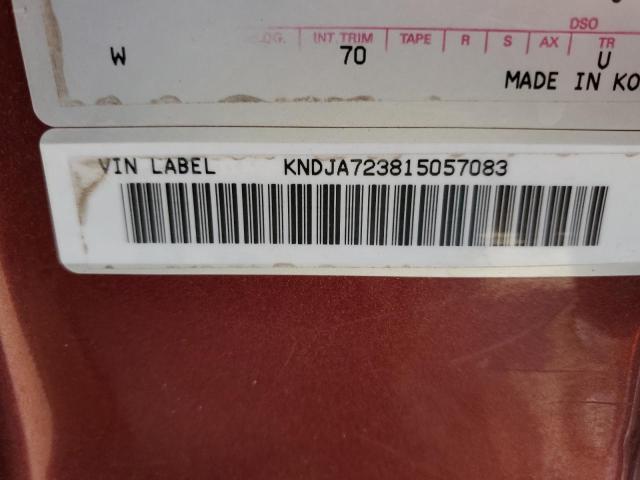 DSO
INT TRIM TAPE R S AX TR
W 70 U
MADE IN KO
VIN LABEL KNDJA723815057083